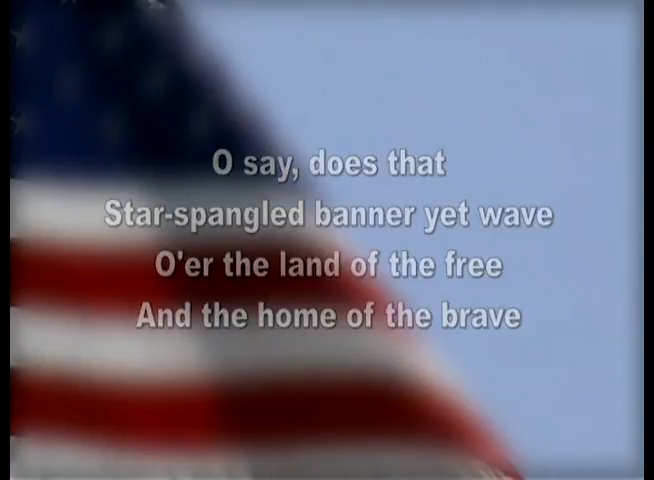 O say, does that
Star-spangled banner yet wave
O'er the land of the free
And the home of the brave